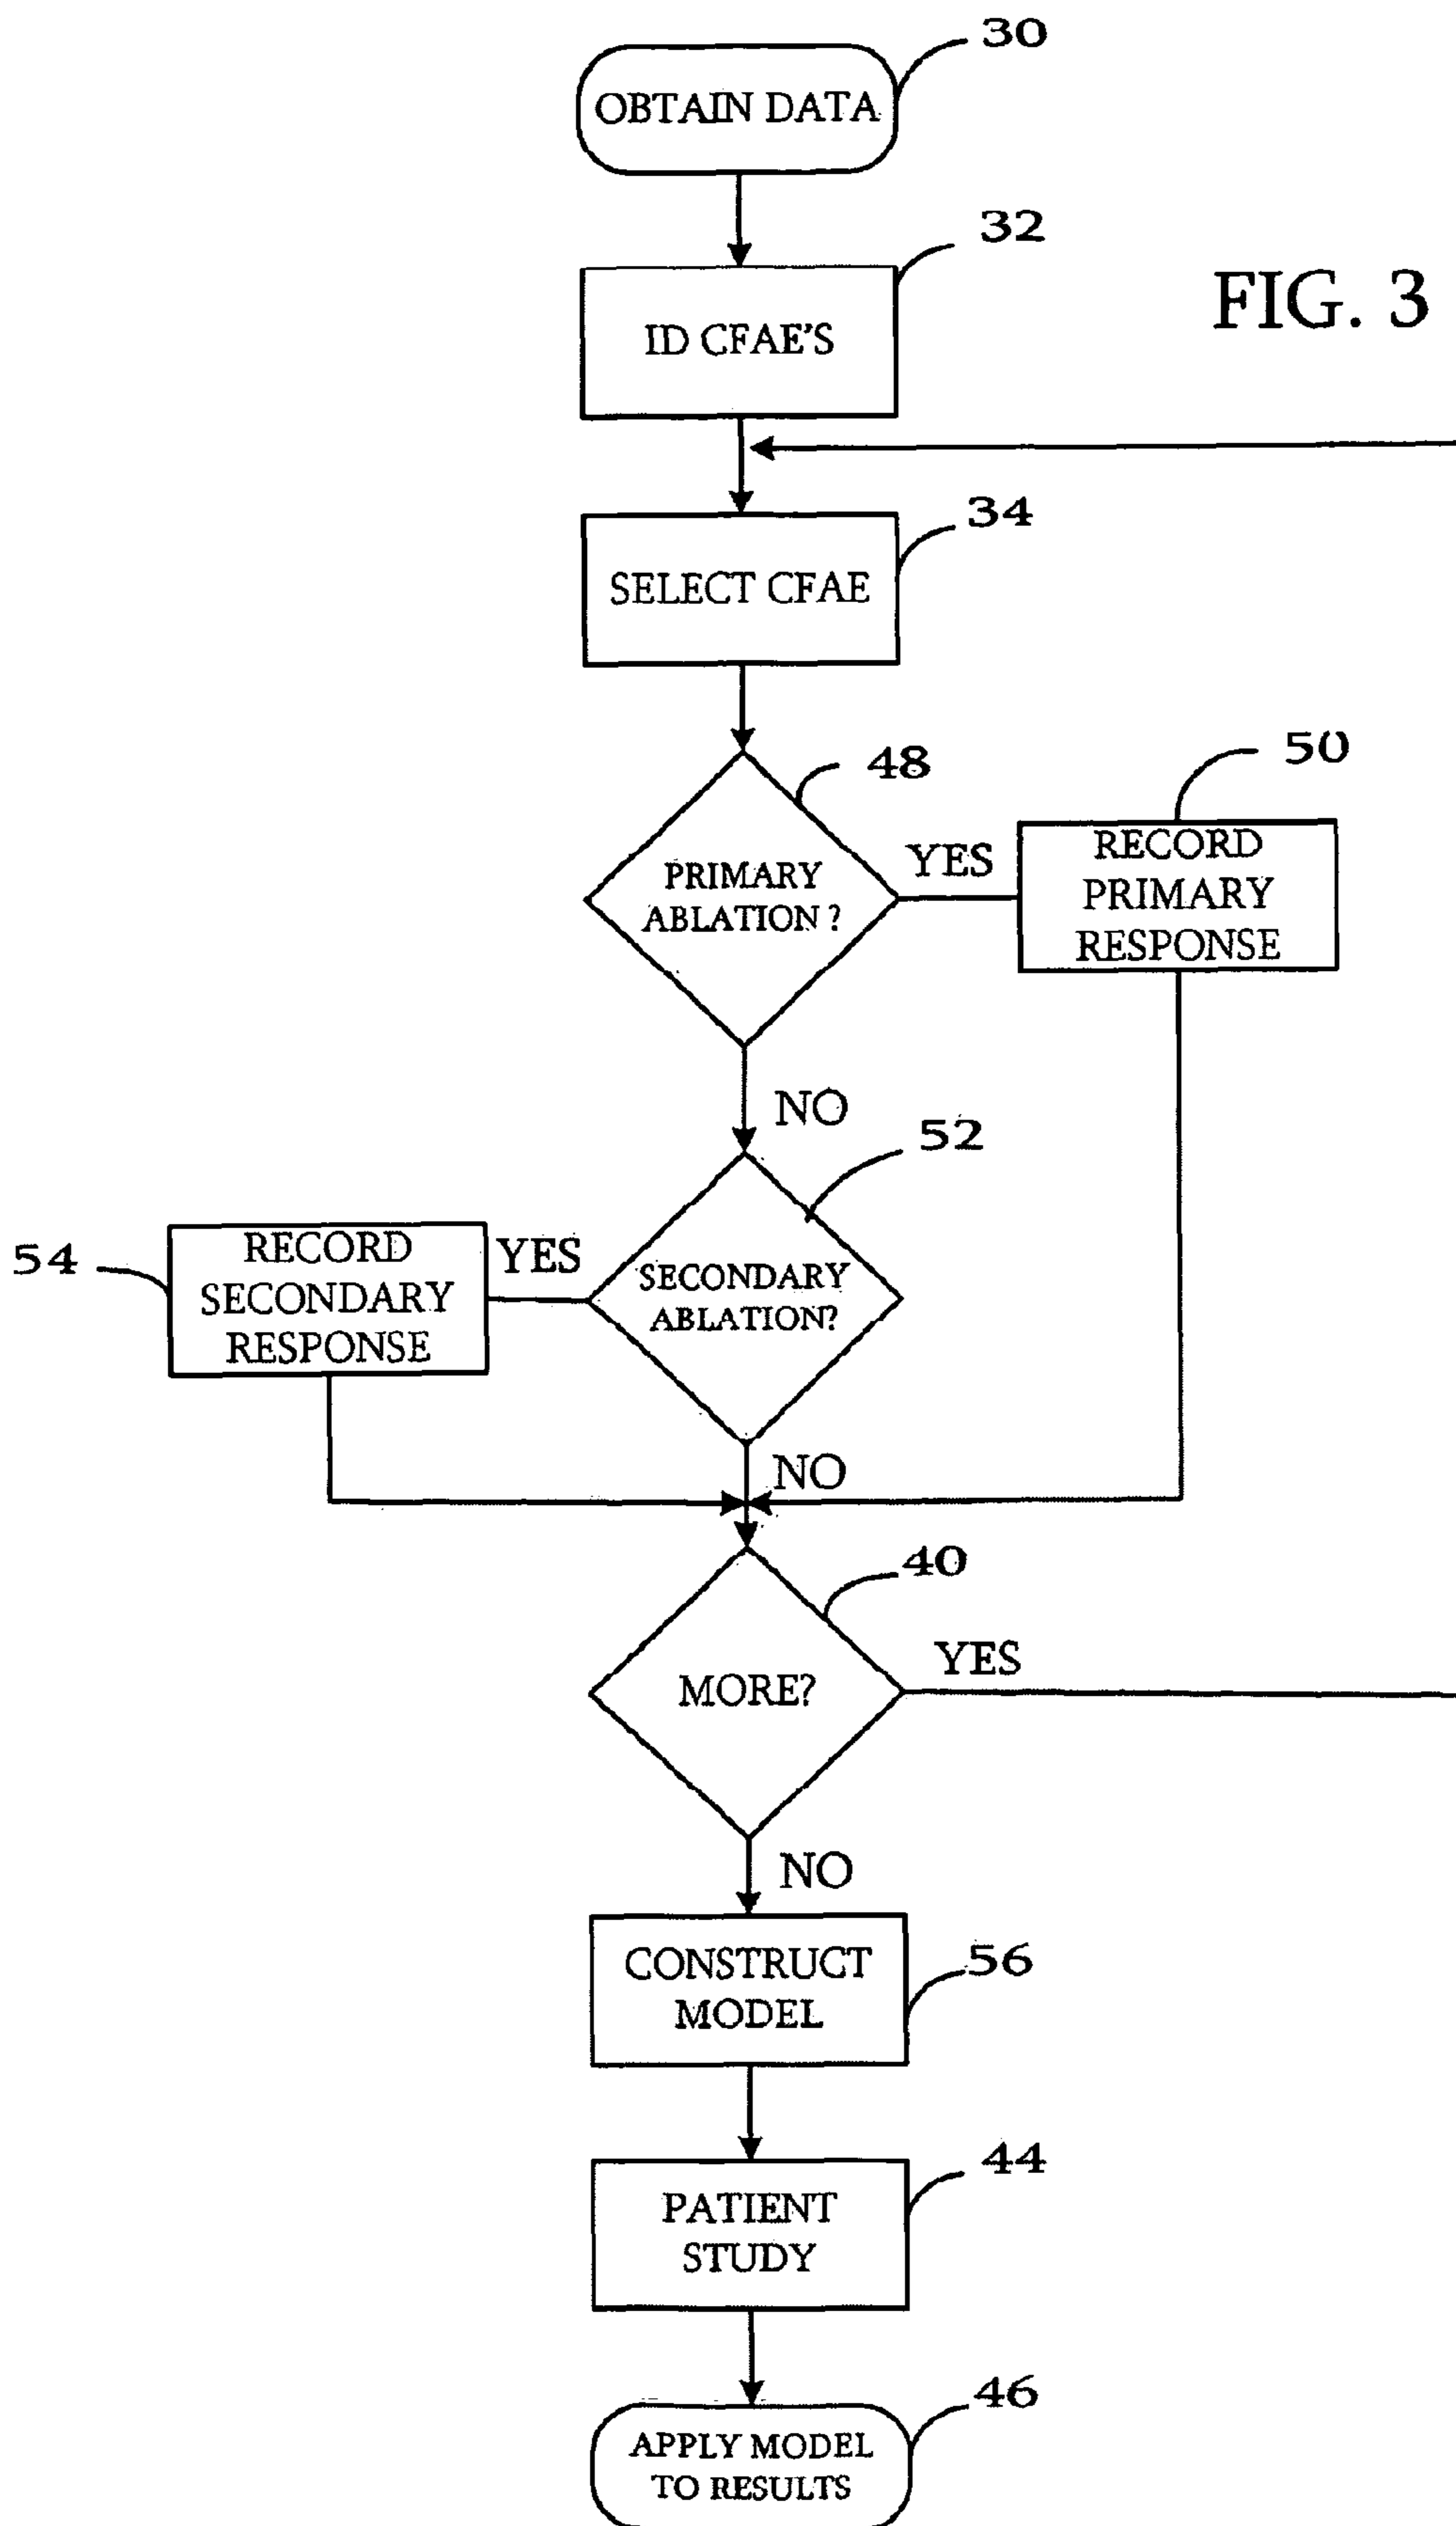 30
OBTAIN DATA
32
ID CFAE'S
FIG. 3
34
SELECT CFAE
48
PRIMARY
ABLATION ?
YES
50
RECORD
PRIMARY
RESPONSE
NO
52
SECONDARY
ABLATION?
YES
54
RECORD
SECONDARY
RESPONSE
NO
40
MORE?
YES
NO
CONSTRUCT
MODEL
56
PATIENT
STUDY
44
46
APPLY MODEL
TO RESULTS